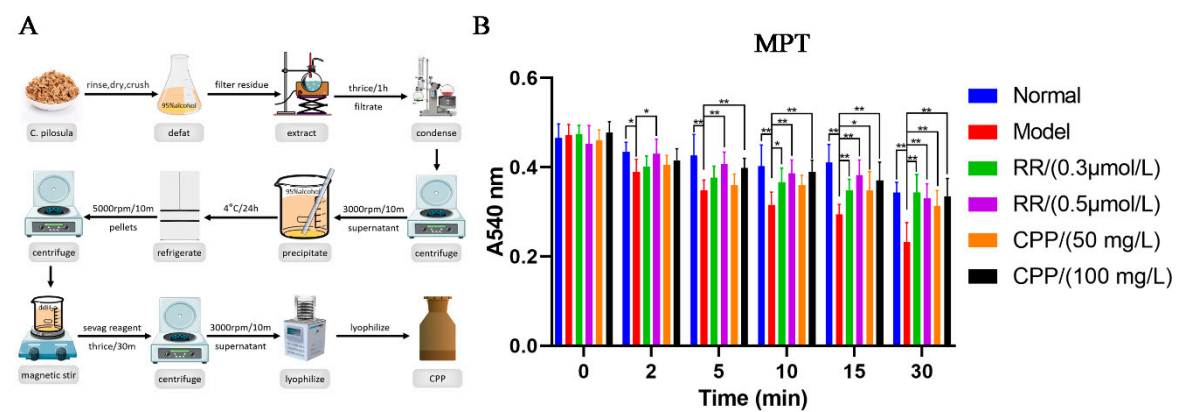 A
rinse,dry,crush
filter residue
thrice/1h
filtrate
95%alcohol
C. pilosula
defat
extract
condense
95%alcohol
5000rpm/10m
pellets
4°C/24h
3000rpm/10m
supernatant
centrifuge
refrigerate
precipitate
centrifuge
ddH₂o
sevag reagent
thrice/30m
3000rpm/10m
supernatant
lyophilize
magnetic stir
centrifuge
lyophilize
CPP
B
MPT
A540 nm
0.6
0.4
0.2
0.0
* *
** ** **
** * ** **
** ** ** * **
** ** ** ** **
0 2 5 10 15 30
Time (min)
Normal
Model
RR/(0.3μmol/L)
RR/(0.5μmol/L)
CPP/(50 mg/L)
CPP/(100 mg/L)